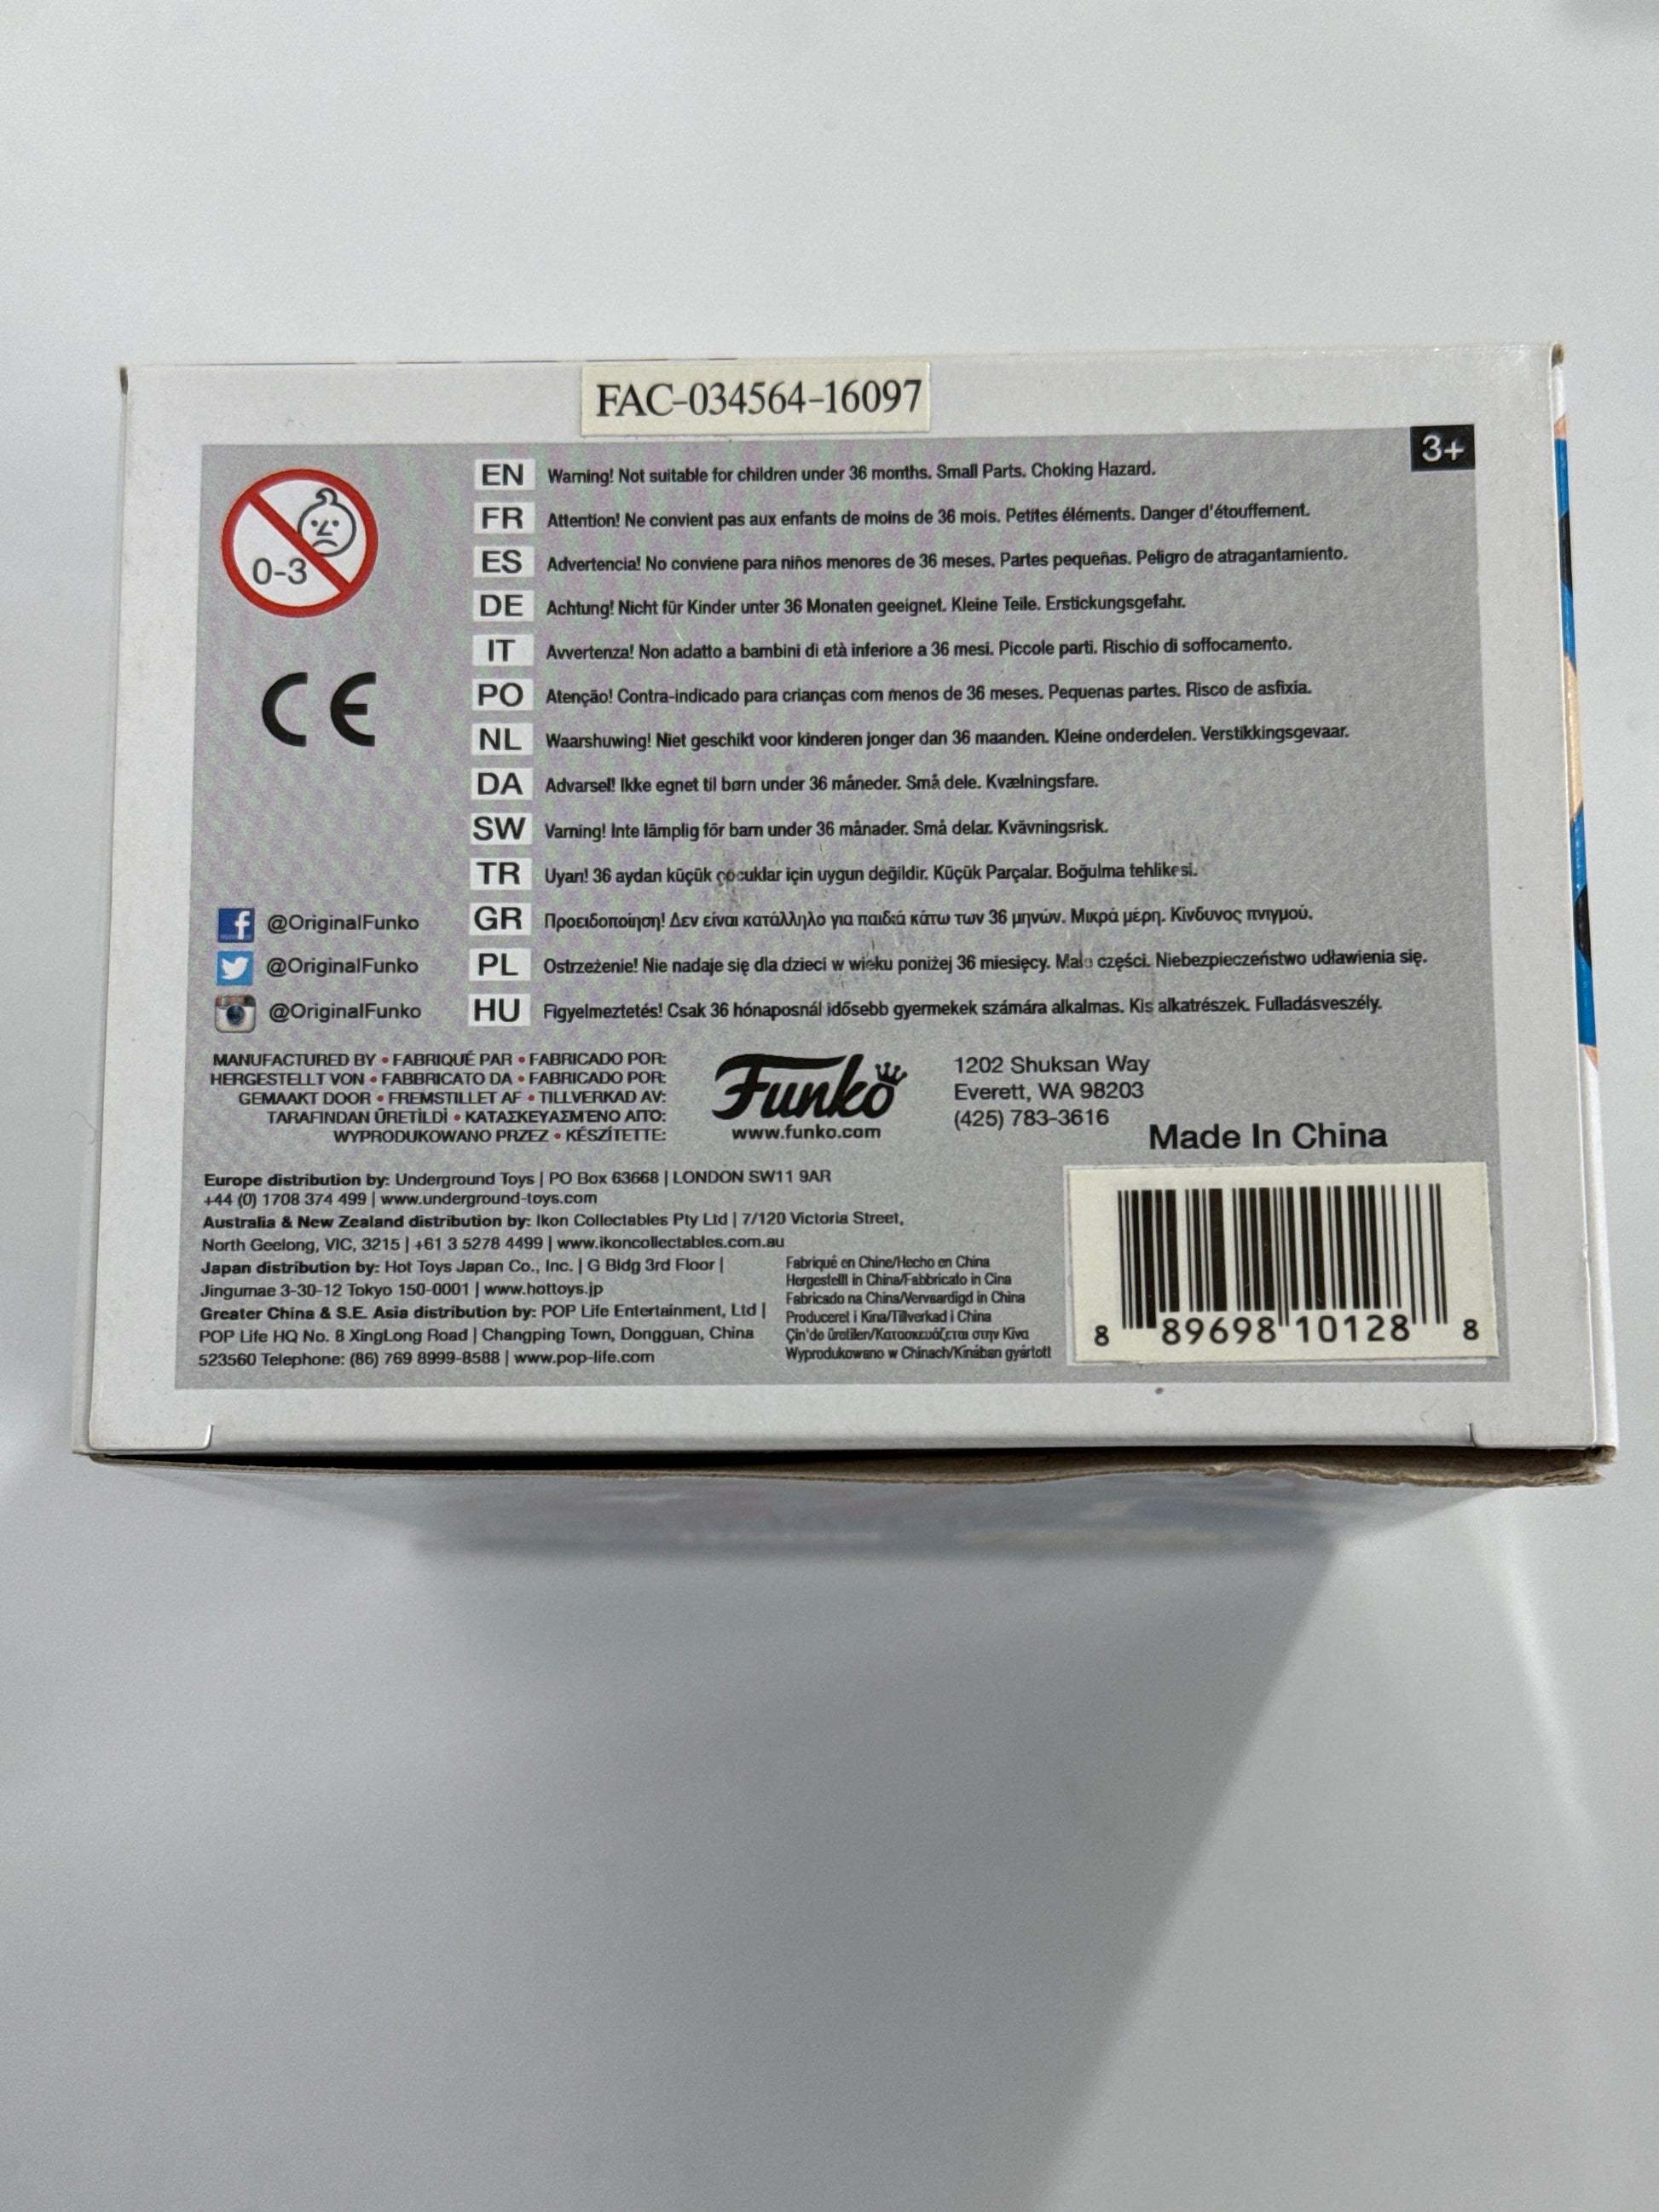 FAC-034564-16097
3+
0-3
EN Warning! Not suitable for children under 36 months. Small Parts. Choking Hazard.
FR Attention! Ne convient pas aux enfants de moins de 36 mois. Petites éléments. Danger d'étouffement.
ES Advertencia! No conviene para niños menores de 36 meses. Partes pequeñas. Peligro de atragantamiento.
DE Achtung! Nicht für Kinder unter 36 Monaten geeignet. Kleine Teile. Erstickungsgefahr.
IT Avvertenza! Non adatto a bambini di età inferiore a 36 mesi. Piccole parti. Rischio di soffocamento.
PO Atenção! Contra-indicado para crianças com menos de 36 meses. Pequenas partes. Risco de asfixia.
NL Waarshuwing! Niet geschikt voor kinderen jonger dan 36 maanden. Kleine onderdelen. Verstikkingsgevaar.
DA Advarsel! Ikke egnet til børn under 36 måneder. Små dele. Kvælningsfare.
SW Varning! Inte lämplig för barn under 36 månader. Små delar. Kvävningsrisk.
TR Uyarı! 36 aydan küçük çocuklar için uygun değildir. Küçük Parçalar. Boğulma tehlikesi.
GR Προειδοποίηση! Δεν είναι κατάλληλο για παιδιά κάτω των 36 μηνών. Μικρά μέρη. Κίνδυνος πνιγμού.
PL Ostrzeżenie! Nie nadaje się dla dzieci w wieku poniżej 36 miesięcy. Małe części. Niebezpieczeństwo udławienia się.
HU Figyelmeztetés! Csak 36 hónaposnál idősebb gyermekek számára alkalmas. Kis alkatrészek. Fulladásveszély.
CE
@OriginalFunko
@OriginalFunko
@OriginalFunko
MANUFACTURED BY • FABRIQUÉ PAR • FABRICADO POR:
HERGESTELLT VON • FABBRICATO DA • FABRICADO POR:
GEMAAKT DOOR • FREMSTILLET AF • TILLVERKAD AV:
TARAFINDAN ÜRETİLDİ • ΚΑΤΑΣΚΕΥΑΣΜΈΝΟ ΑΠΌ:
WYPRODUKOWANO PRZEZ • KÉSZÍTETTE:
Funko
www.funko.com
1202 Shuksan Way
Everett, WA 98203
(425) 783-3616
Made In China
Europe distribution by: Underground Toys | PO Box 63668 | LONDON SW11 9AR
+44 (0) 1708 374 499 | www.underground-toys.com
Australia & New Zealand distribution by: Ikon Collectables Pty Ltd | 7/120 Victoria Street,
North Geelong, VIC, 3215 | +61 3 5278 4499 | www.ikoncollectables.com.au
Japan distribution by: Hot Toys Japan Co., Inc. | G Bldg 3rd Floor |
Jingumae 3-30-12 Tokyo 150-0001 | www.hottoys.jp
Greater China & S.E. Asia distribution by: POP Life Entertainment, Ltd |
POP Life HQ No. 8 XingLong Road | Changping Town, Dongguan, China
523560 Telephone: (86) 769 8999-8588 | www.pop-life.com
Fabriqué en Chine/Hecho en China
Hergestellt in China/Fabbricato in Cina
Fabricado na China/Vervaardigd in China
Produceret i Kina/Tillverkad i China
Çin'de üretilen/Κατασκευάζεται στην Κίνα
Wyprodukowano w Chinach/Kínában gyártott
8 89698 10128 8